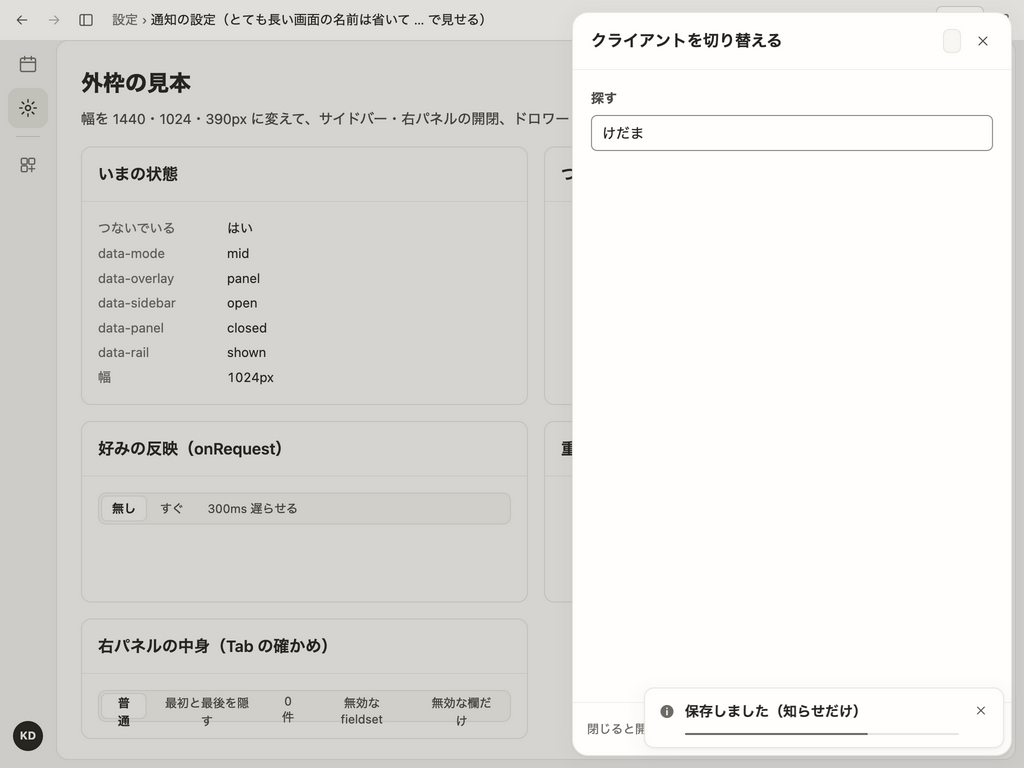 設定 › 通知の設定（とても長い画面の名前は省いて ... で見せる）
クライアントを切り替える
外枠の見本
幅を 1440・1024・390px に変えて、サイドバー・右パネルの開閉、ドロワー
探す
けだま
いまの状態
つないでいる はい
data-mode mid
data-overlay panel
data-sidebar open
data-panel closed
data-rail shown
幅 1024px
好みの反映（onRequest）
無し すぐ 300ms 遅らせる
右パネルの中身（Tab の確かめ）
普通 最初と最後を隠す 0件 無効な fieldset 無効な欄だけ
閉じると開
保存しました（知らせだけ）
KD